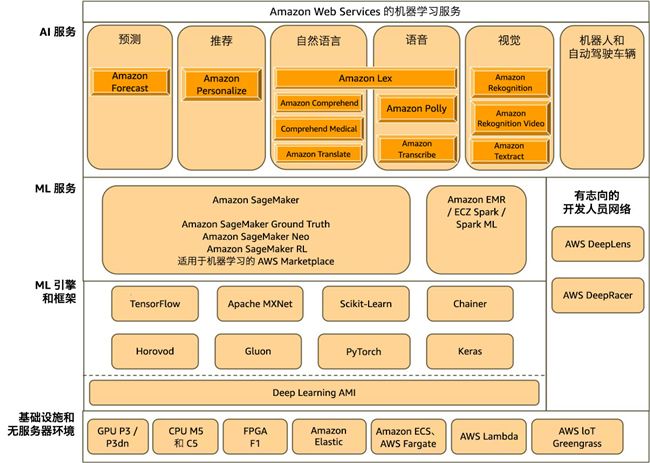 Amazon Web Services 的机器学习服务
AI 服务
预测
推荐
自然语言
语音
视觉
机器人和
自动驾驶车辆
Amazon
Forecast
Amazon
Personalize
Amazon Lex
Amazon Comprehend
Comprehend Medical
Amazon Translate
Amazon Polly
Amazon
Transcribe
Amazon
Rekognition
Amazon
Rekognition Video
Amazon
Textract
ML 服务
Amazon SageMaker
Amazon SageMaker Ground Truth
Amazon SageMaker Neo
Amazon SageMaker RL
适用于机器学习的 AWS Marketplace
Amazon EMR
/ ECZ Spark /
Spark ML
有志向的
开发人员网络
AWS DeepLens
AWS DeepRacer
ML 引擎
和框架
TensorFlow
Apache MXNet
Scikit-Learn
Chainer
Horovod
Gluon
PyTorch
Keras
Deep Learning AMI
基础设施和
无服务器环境
GPU P3 /
P3dn
CPU M5
和 C5
FPGA
F1
Amazon
Elastic
Amazon ECS、
AWS Fargate
AWS Lambda
AWS loT
Greengrass